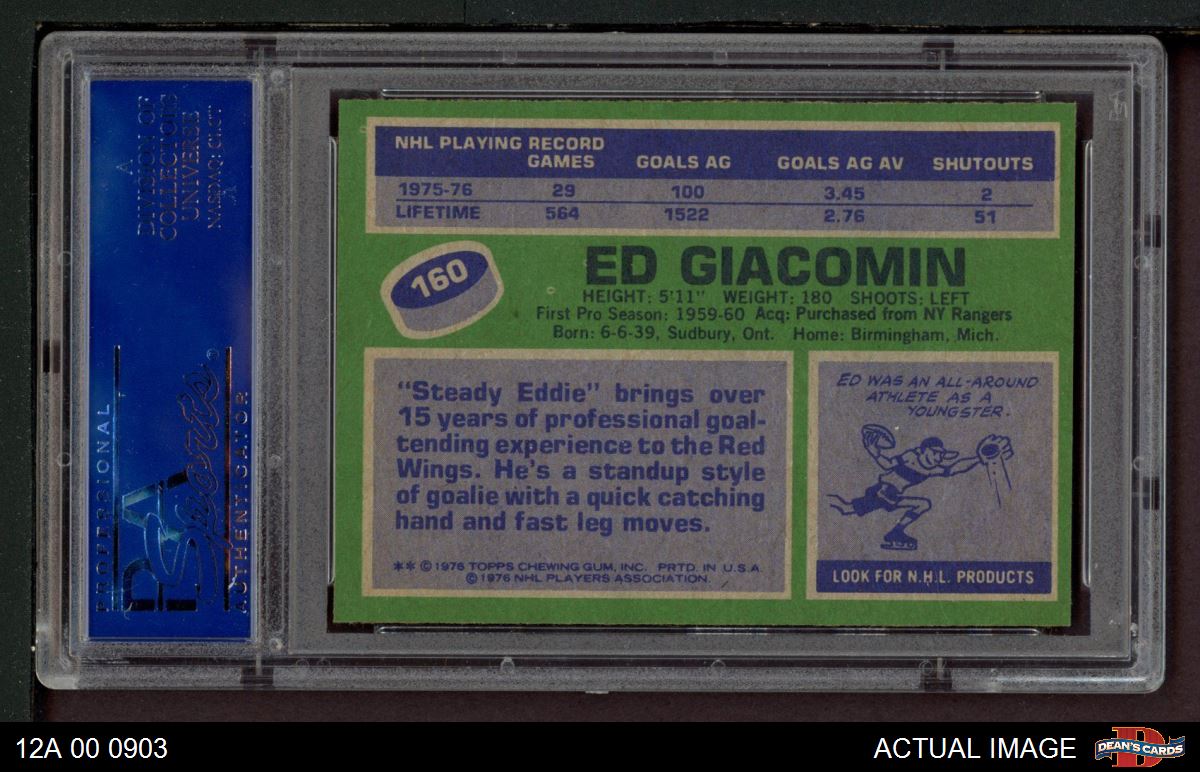 A
DIVISION OF
COLLECTORS
UNIVERSE
NASDAQ: CLCT
PROFESSIONAL
PSA
Sports®
AUTHENTICATOR
NHL PLAYING RECORD
GAMES GOALS AG GOALS AG AV SHUTOUTS
1975-76 29 100 3.45 2
LIFETIME 564 1522 2.76 51
160
ED GIACOMIN
HEIGHT: 5'11" WEIGHT: 180 SHOOTS: LEFT
First Pro Season: 1959-60 Acq: Purchased from NY Rangers
Born: 6-6-39, Sudbury, Ont. Home: Birmingham, Mich.
"Steady Eddie" brings over
15 years of professional goal-
tending experience to the Red
Wings. He's a standup style
of goalie with a quick catching
hand and fast leg moves.
** © 1976 TOPPS CHEWING GUM, INC. PRTD. IN U.S.A.
© 1976 NHL PLAYERS ASSOCIATION.
ED WAS AN ALL-AROUND
ATHLETE AS A
YOUNGSTER.
LOOK FOR N.H.L. PRODUCTS
12A 00 0903
ACTUAL IMAGE
D
DEAN'S CARDS